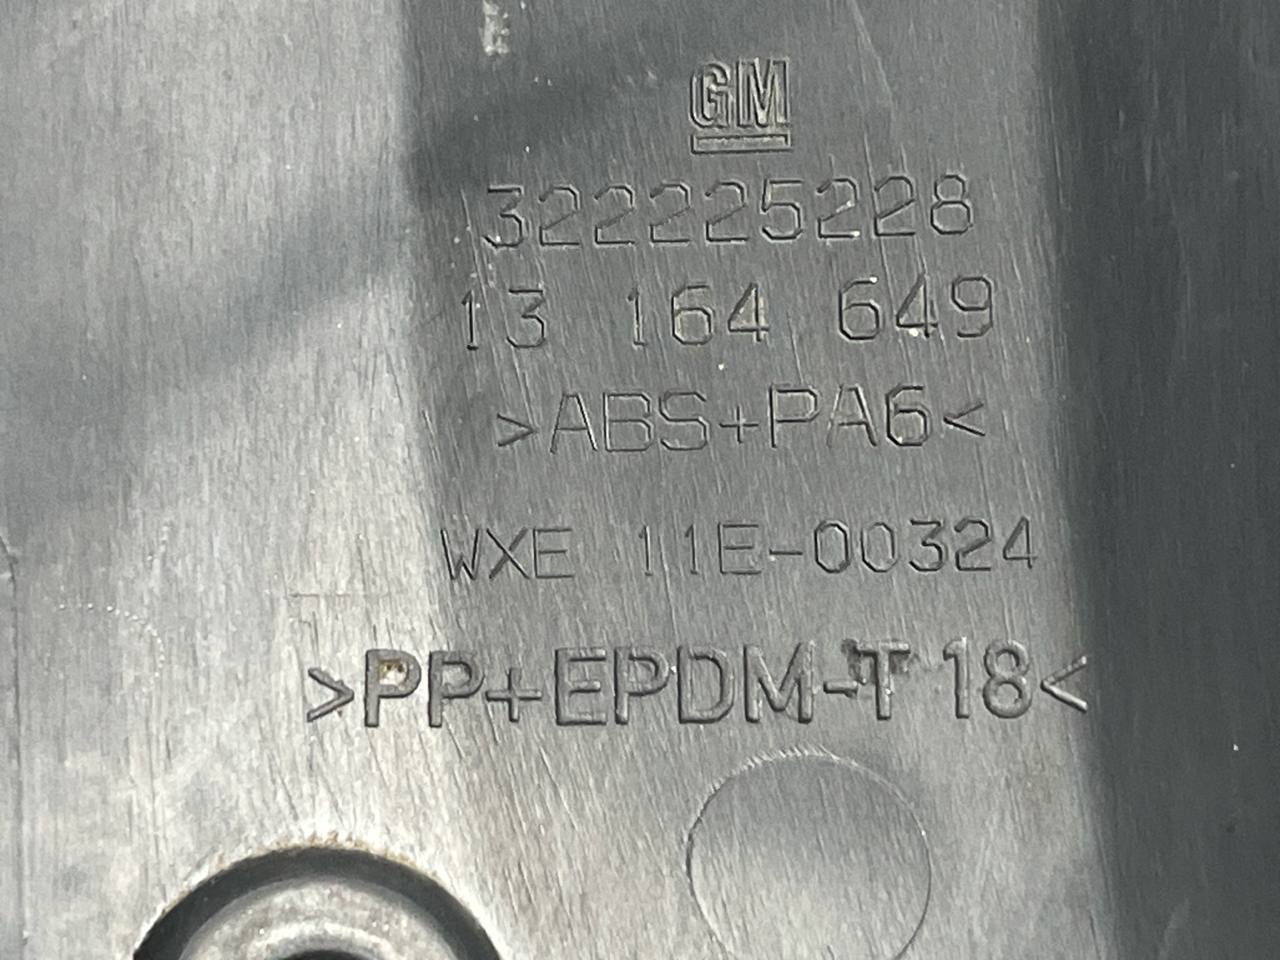 GM
322225228
13 164 649
>ABS+PA6<
WXE 11E-00324
>PP+EPDM-T 18<